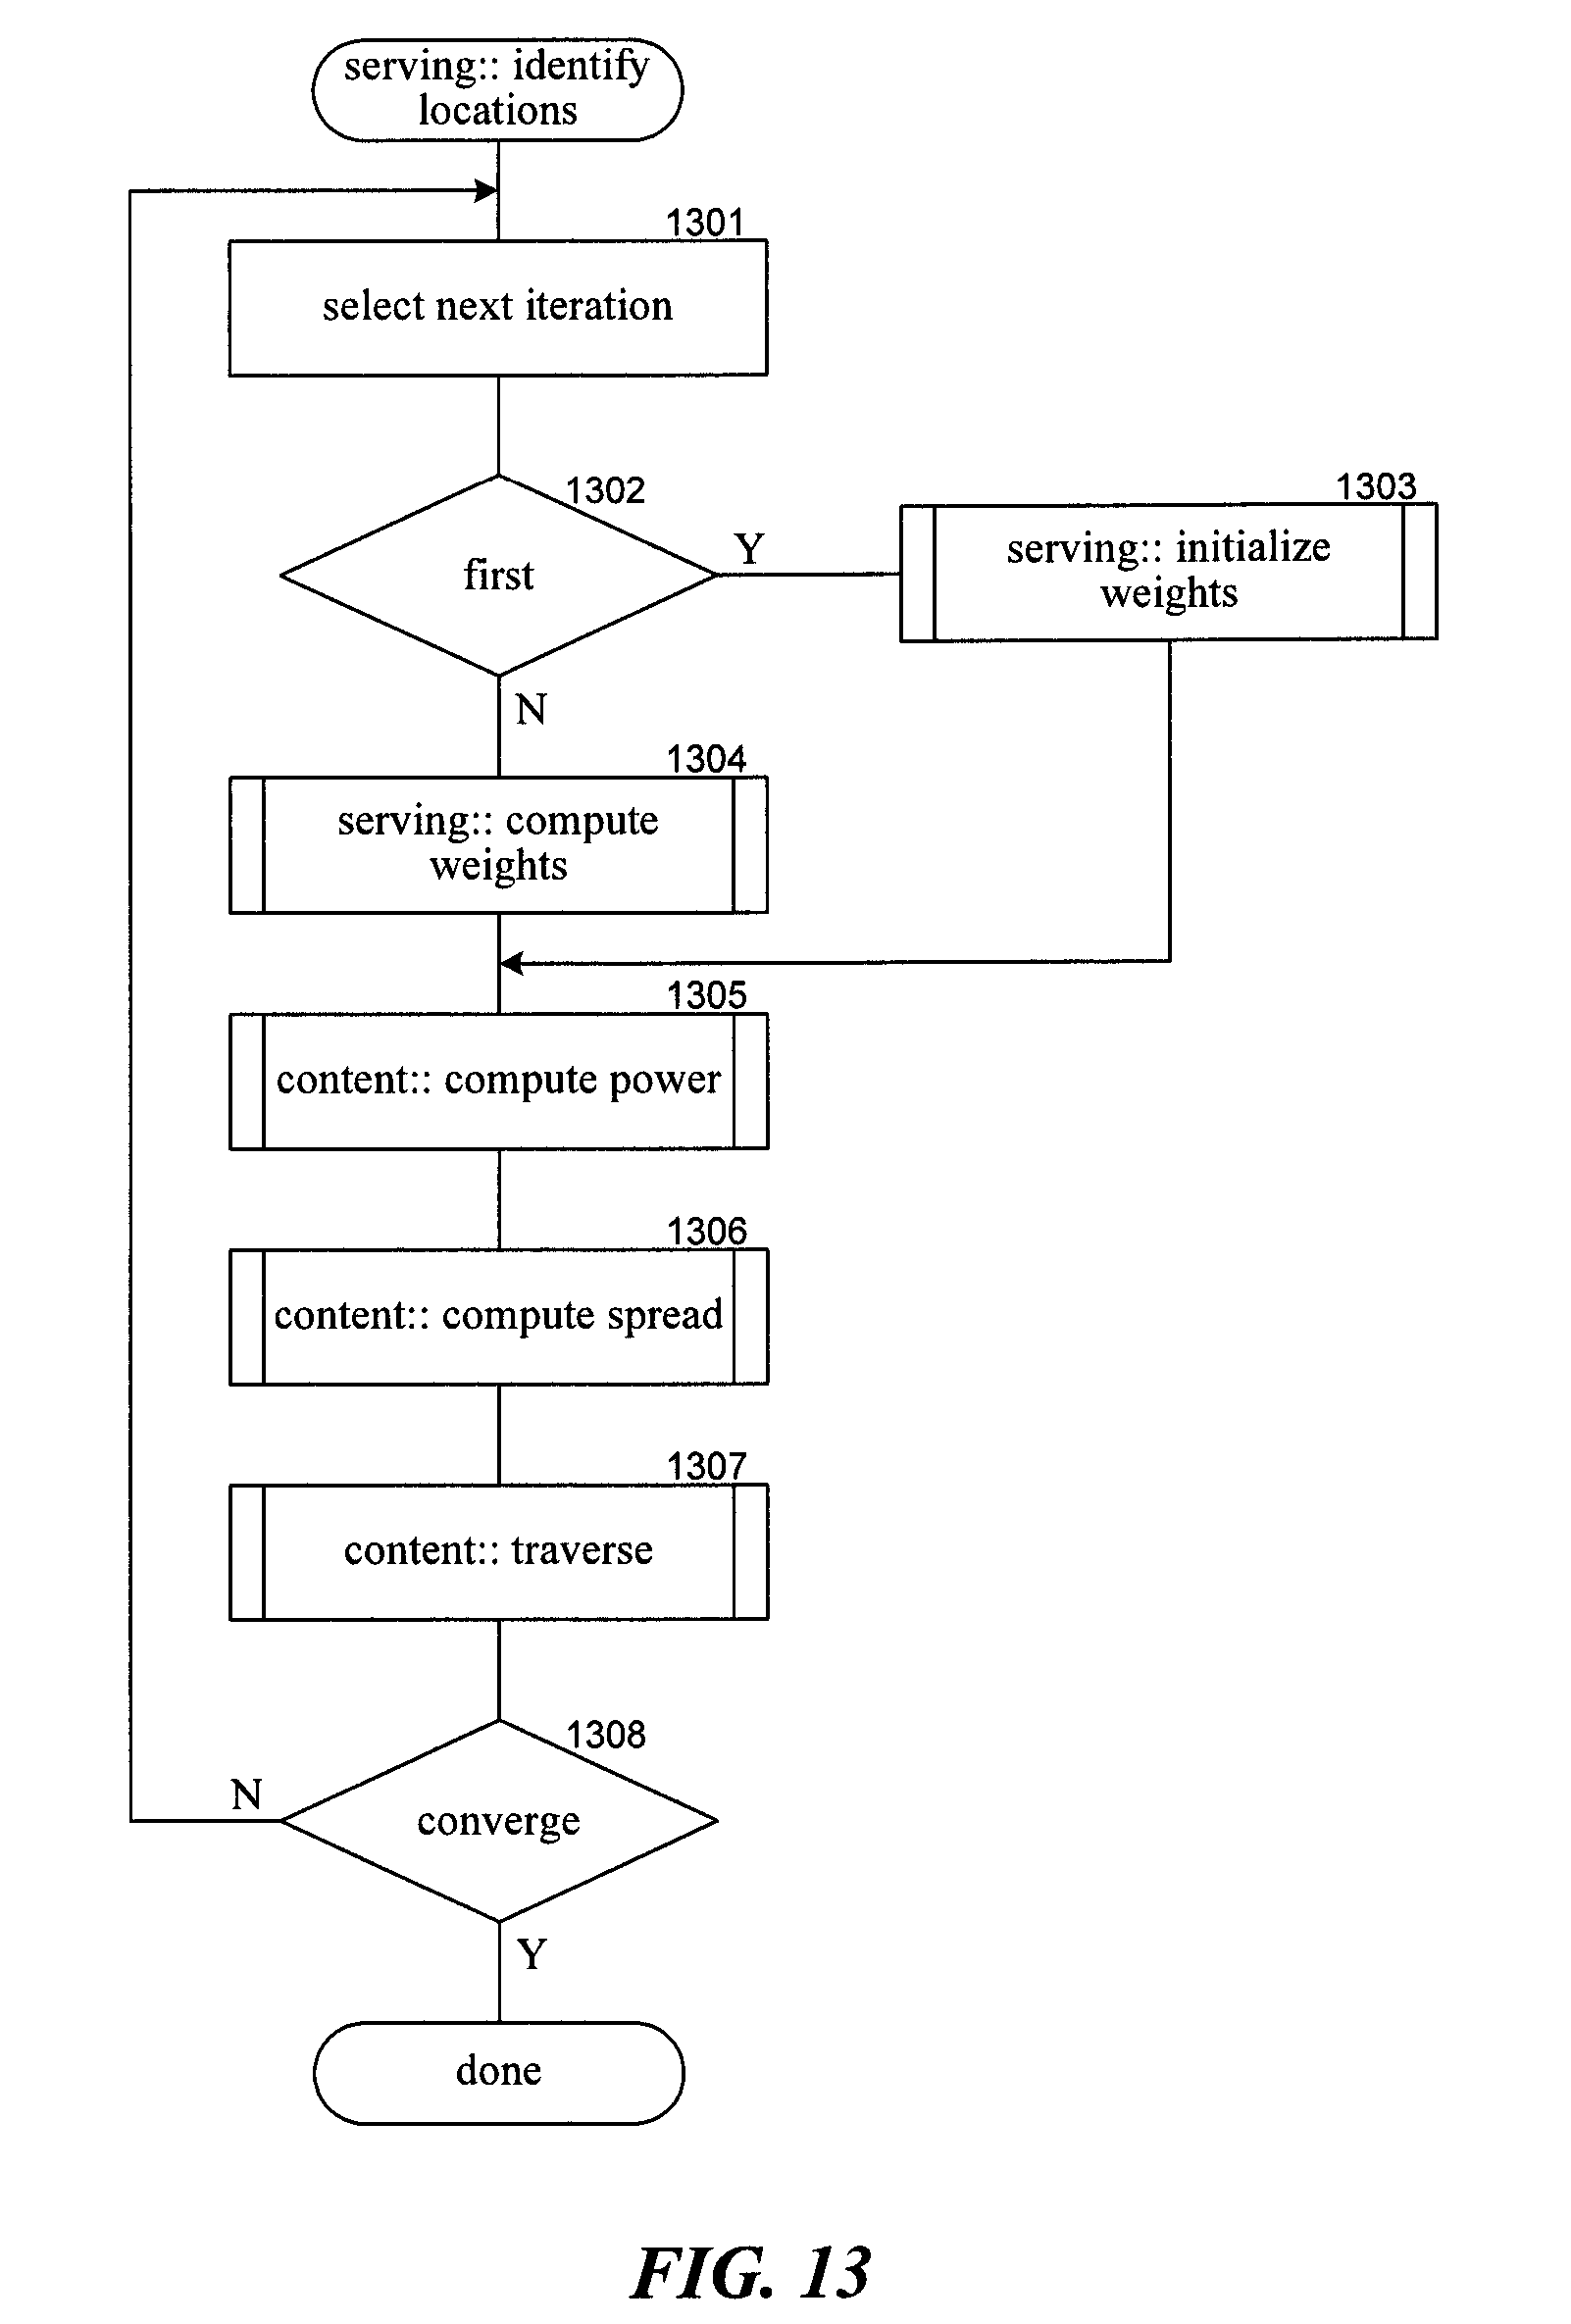 serving:: identify
locations
1301
select next iteration
1302
first
Y
1303
serving:: initialize
weights
N
1304
serving:: compute
weights
1305
content:: compute power
1306
content:: compute spread
1307
content:: traverse
1308
converge
N
Y
done
FIG. 13